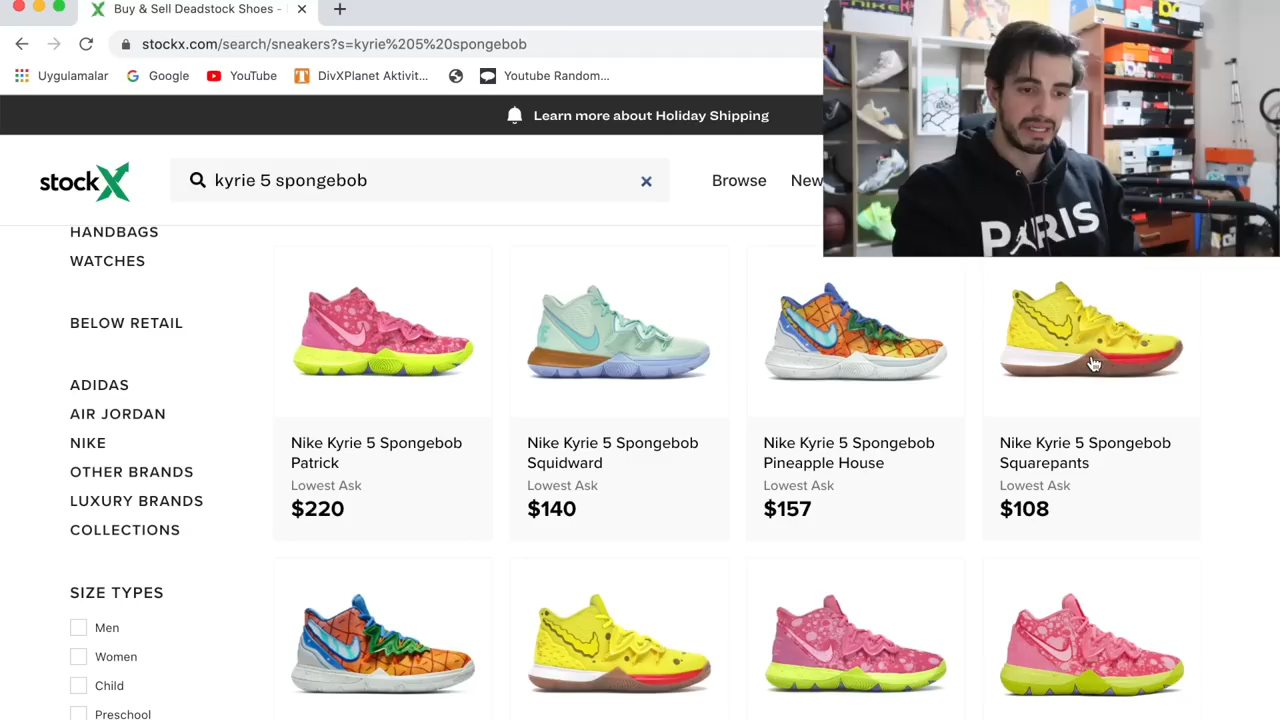 Buy & Sell Deadstock Shoes -
stockx.com/search/sneakers?s=kyrie%205%20spongebob
Uygulamalar
Google
YouTube
DivXPlanet Aktivit...
Youtube Random...
Learn more about Holiday Shipping
stockX
kyrie 5 spongebob
Browse
New
PARIS
HANDBAGS
WATCHES
BELOW RETAIL
ADIDAS
AIR JORDAN
NIKE
OTHER BRANDS
LUXURY BRANDS
COLLECTIONS
SIZE TYPES
Men
Women
Child
Preschool
Nike Kyrie 5 Spongebob
Patrick
Lowest Ask
$220
Nike Kyrie 5 Spongebob
Squidward
Lowest Ask
$140
Nike Kyrie 5 Spongebob
Pineapple House
Lowest Ask
$157
Nike Kyrie 5 Spongebob
Squarepants
Lowest Ask
$108